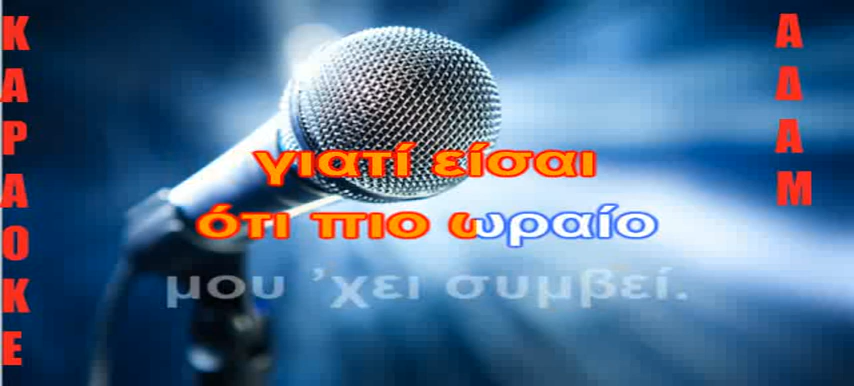 ΚΑΡΑΟΚΕ
ΑΔΑΜ
γιατί είσαι
ότι πιο ωραίο
μου ’χει συμβεί.